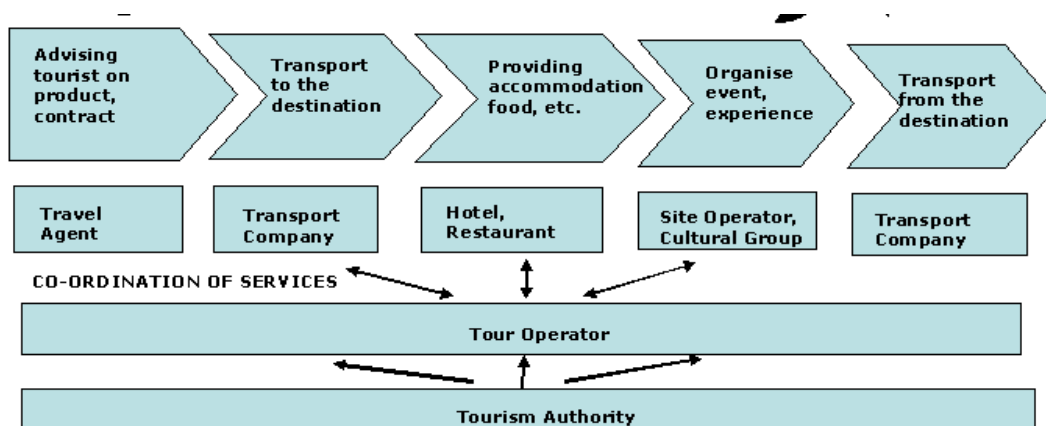 Advising
tourist on
product,
contract
Transport
to the
destination
Providing
accommodation
food, etc.
Organise
event,
experience
Transport
from the
destination
Travel
Agent
Transport
Company
Hotel,
Restaurant
Site Operator,
Cultural Group
Transport
Company
CO-ORDINATION OF SERVICES
Tour Operator
Tourism Authority